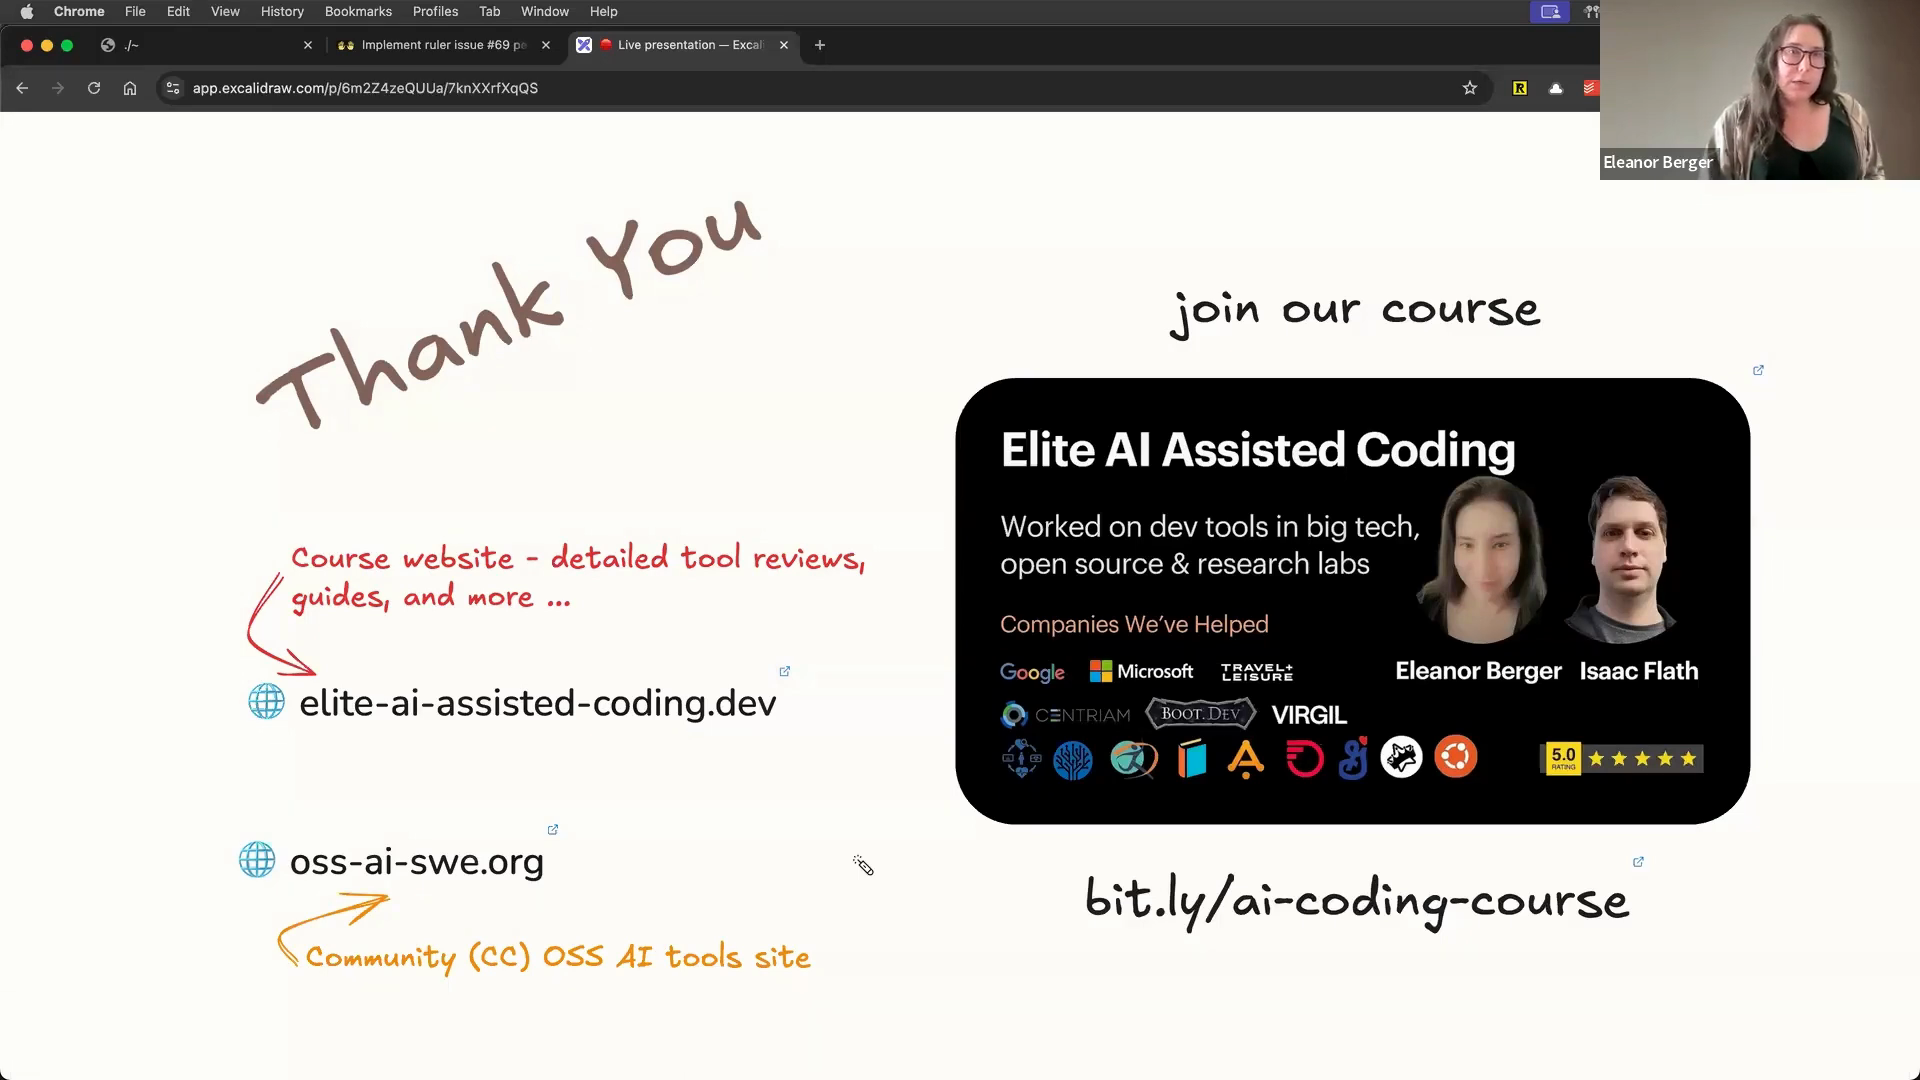 Chrome File Edit View History Bookmarks Profiles Tab Window Help
./~
Implement ruler issue #69 pe
Live presentation — Excal
app.excalidraw.com/p/6m2Z4zeQUUa/7knXXrfXqQS
Eleanor Berger
Thank You
Course website - detailed tool reviews,
guides, and more ...
elite-ai-assisted-coding.dev
oss-ai-swe.org
Community (CC) OSS AI tools site
join our course
Elite AI Assisted Coding
Worked on dev tools in big tech,
open source & research labs
Companies We've Helped
Google Microsoft TRAVEL+
LEISURE
CENTRIAM BOOT.DEV VIRGIL
Eleanor Berger Isaac Flath
5.0
RATING
bit.ly/ai-coding-course